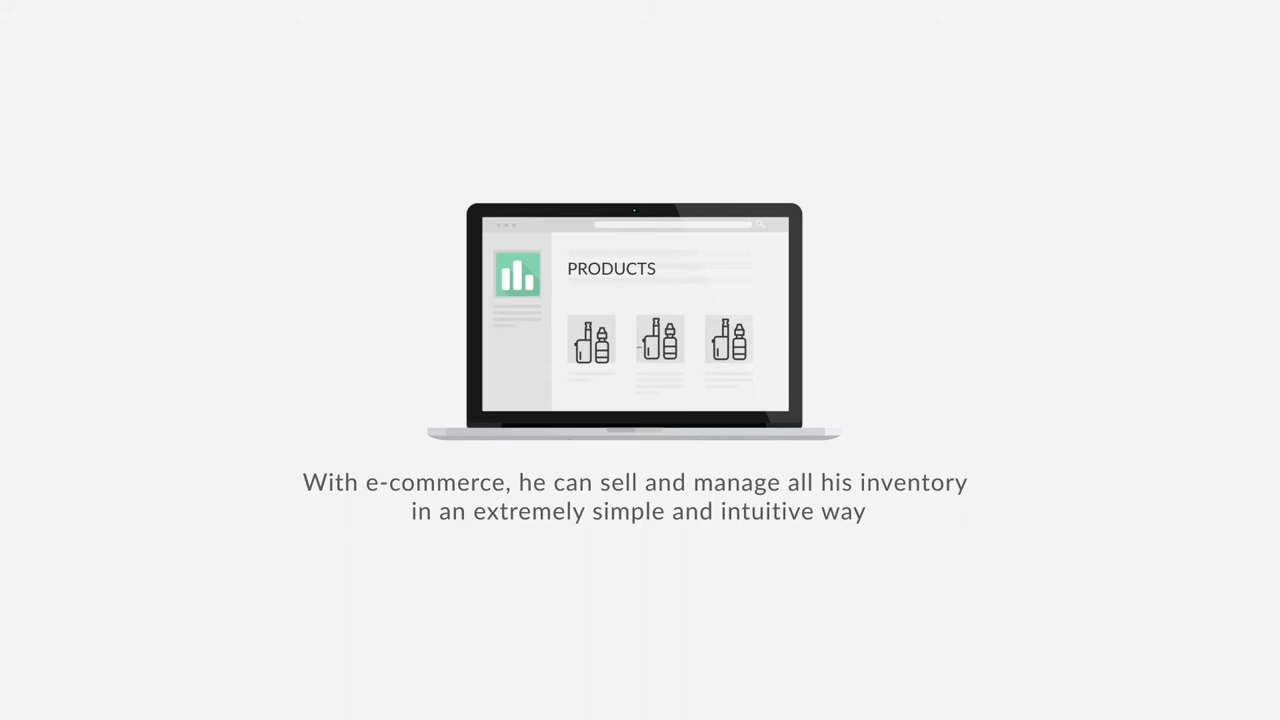 PRODUCTS
With e-commerce, he can sell and manage all his inventory
in an extremely simple and intuitive way